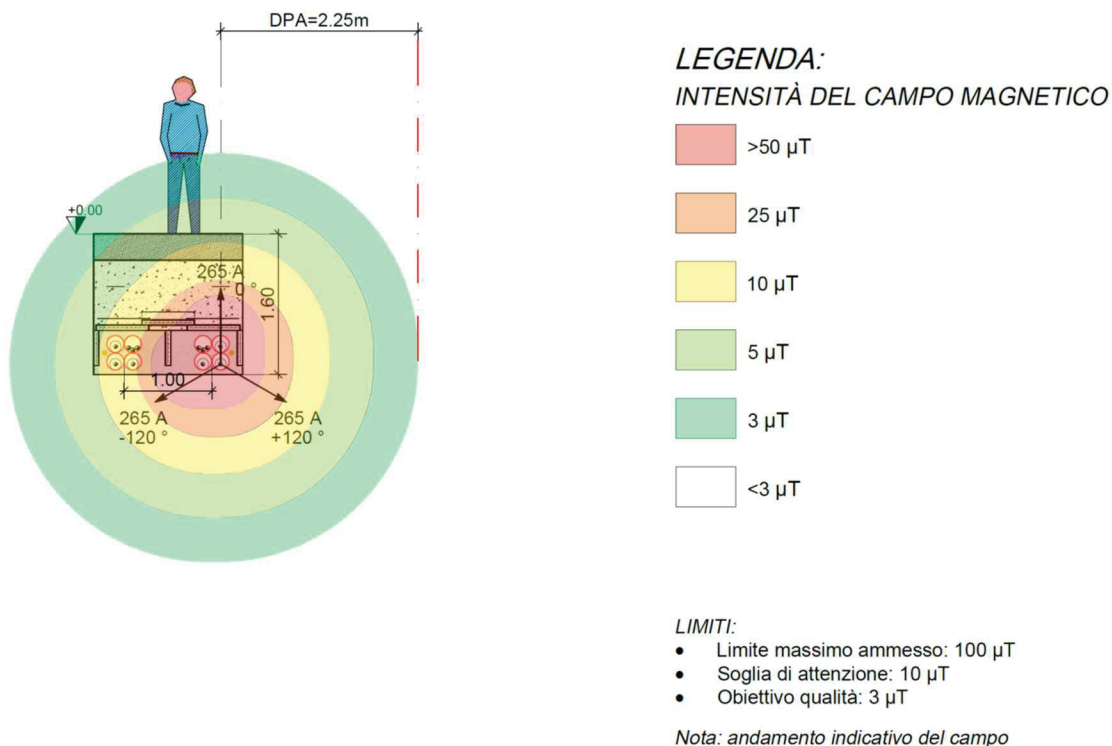 DPA=2.25m
+0.00
265 A
0 °
1.60
1.00
265 A
-120 °
265 A
+120 °
LEGENDA:
INTENSITÀ DEL CAMPO MAGNETICO
>50 µT
25 µT
10 µT
5 µT
3 µT
<3 µT
LIMITI:
• Limite massimo ammesso: 100 µT
• Soglia di attenzione: 10 µT
• Obiettivo qualità: 3 µT
Nota: andamento indicativo del campo